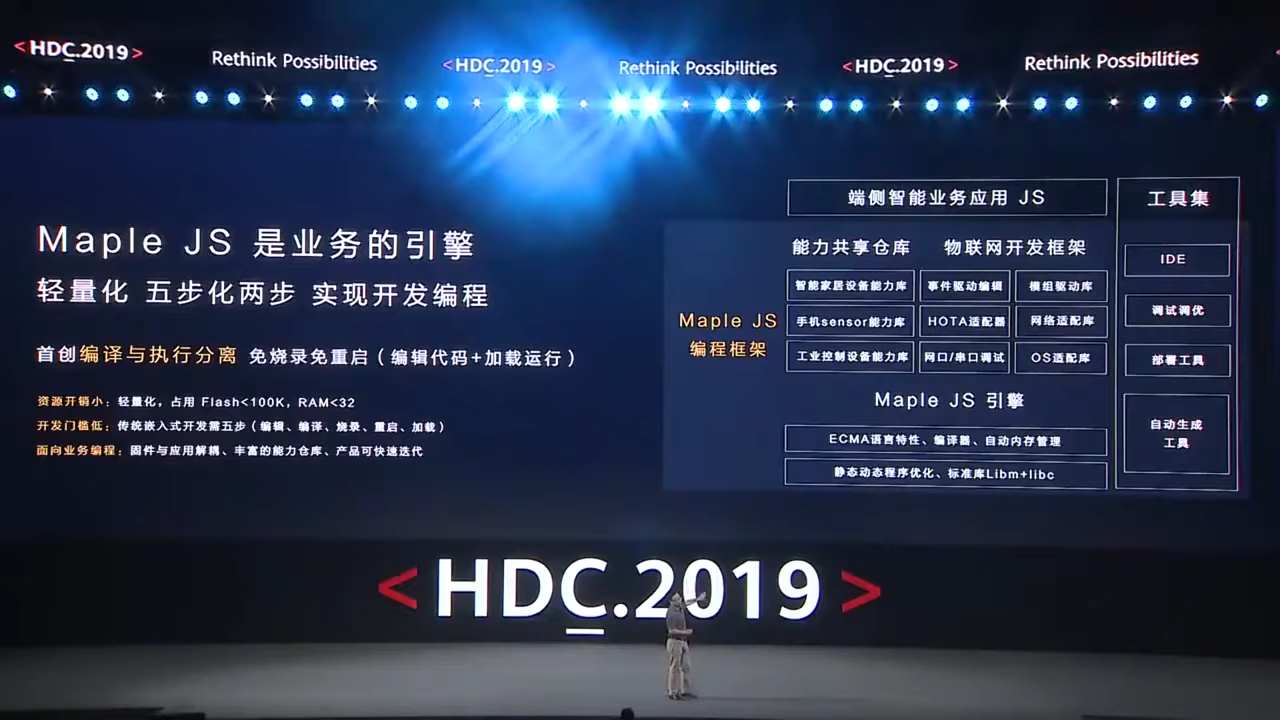 <HDC.2019>
Rethink Possibilities
<HDC.2019>
Rethink Possibilities
<HDC.2019>
Rethink Possibilities
Maple JS 是业务的引擎
轻量化 五步化两步 实现开发编程
首创编译与执行分离 免烧录免重启（编辑代码+加载运行）
资源开销小：轻量化，占用 Flash<100K，RAM<32
开发门槛低：传统嵌入式开发需五步（编辑、编译、烧录、重启、加载）
面向业务编程：固件与应用解耦、丰富的能力仓库、产品可快速迭代
Maple JS
编程框架
端侧智能业务应用 JS
能力共享仓库 物联网开发框架
智能家居设备能力库 事件驱动编辑 模组驱动库
手机sensor能力库 HOTA适配器 网络适配库
工业控制设备能力库 网口/串口调试 OS适配库
Maple JS 引擎
ECMA语言特性、编译器、自动内存管理
静态动态程序优化、标准库Libm+libc
工具集
IDE
调试调优
部署工具
自动生成
工具
<HDC.2019>